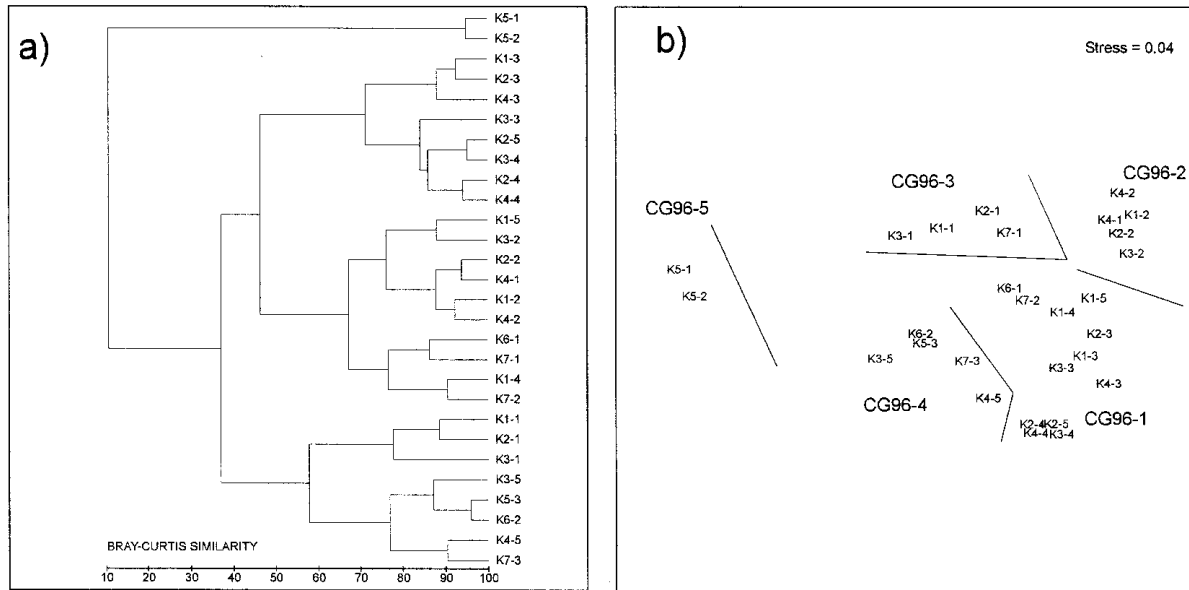 a)
K5-1
K5-2
K1-3
K2-3
K4-3
K3-3
K2-5
K3-4
K2-4
K4-4
K1-5
K3-2
K2-2
K4-1
K1-2
K4-2
K6-1
K7-1
K1-4
K7-2
K1-1
K2-1
K3-1
K3-5
K5-3
K6-2
K4-5
K7-3
BRAY-CURTIS SIMILARITY
10 20 30 40 50 60 70 80 90 100
b)
Stress = 0.04
CG96-2
CG96-3
K4-2
CG96-5
K2-1
K4-1 K1-2
K3-1 K1-1 K7-1
K2-2
K3-2
K5-1
K5-2
K6-1
K7-2
K1-5
K1-4
K6-2
K5-3
K2-3
K3-5
K7-3
K1-3
K3-3
K4-3
CG96-4
K4-5
CG96-1
K2-4 K2-5
K4-4 K3-4